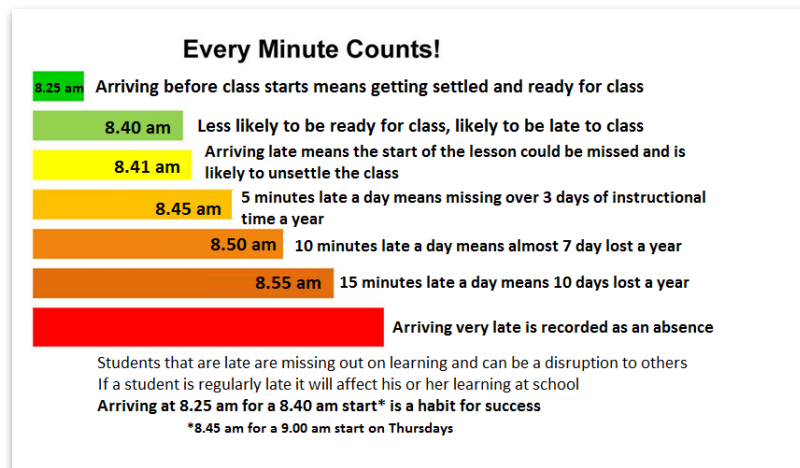 Every Minute Counts!
8.25 am Arriving before class starts means getting settled and ready for class
8.40 am Less likely to be ready for class, likely to be late to class
8.41 am Arriving late means the start of the lesson could be missed and is
likely to unsettle the class
8.45 am 5 minutes late a day means missing over 3 days of instructional
time a year
8.50 am 10 minutes late a day means almost 7 day lost a year
8.55 am 15 minutes late a day means 10 days lost a year
Arriving very late is recorded as an absence
Students that are late are missing out on learning and can be a disruption to others
If a student is regularly late it will affect his or her learning at school
Arriving at 8.25 am for a 8.40 am start* is a habit for success
*8.45 am for a 9.00 am start on Thursdays